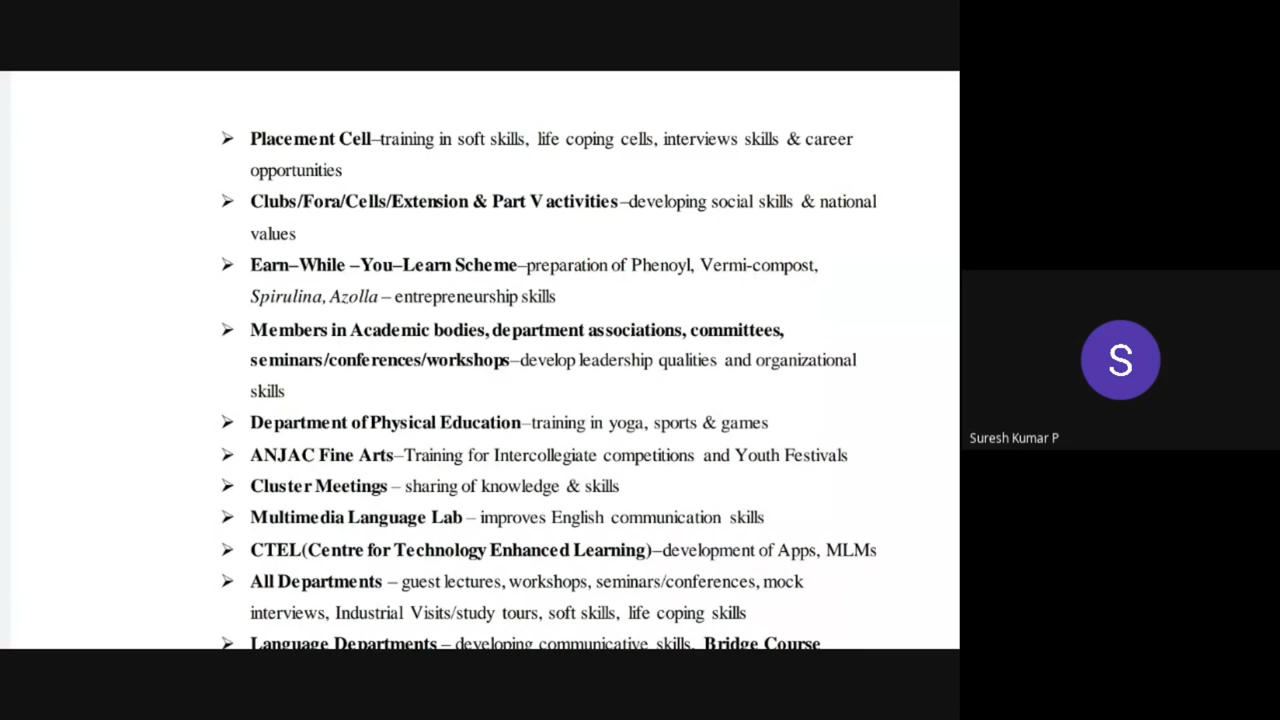 ➢ Placement Cell–training in soft skills, life coping cells, interviews skills & career
opportunities
➢ Clubs/Fora/Cells/Extension & Part V activities–developing social skills & national
values
➢ Earn–While –You–Learn Scheme–preparation of Phenyol, Vermi-compost,
Spirulina, Azolla – entrepreneurship skills
➢ Members in Academic bodies, department associations, committees,
seminars/conferences/workshops–develop leadership qualities and organizational
skills
➢ Department of Physical Education–training in yoga, sports & games
➢ ANJAC Fine Arts–Training for Intercollegiate competitions and Youth Festivals
➢ Cluster Meetings – sharing of knowledge & skills
➢ Multimedia Language Lab – improves English communication skills
➢ CTEL(Centre for Technology Enhanced Learning)–development of Apps, MLMs
➢ All Departments – guest lectures, workshops, seminars/conferences, mock
interviews, Industrial Visits/study tours, soft skills, life coping skills
➢ Language Departments – developing communicative skills, Bridge Course
S
Suresh Kumar P